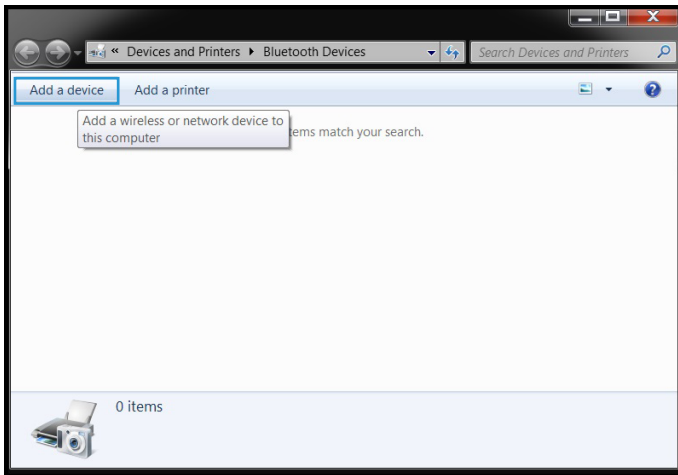 « Devices and Printers ▸ Bluetooth Devices
Search Devices and Printers
Add a device
Add a printer
Add a wireless or network device to
this computer
ems match your search.
0 items